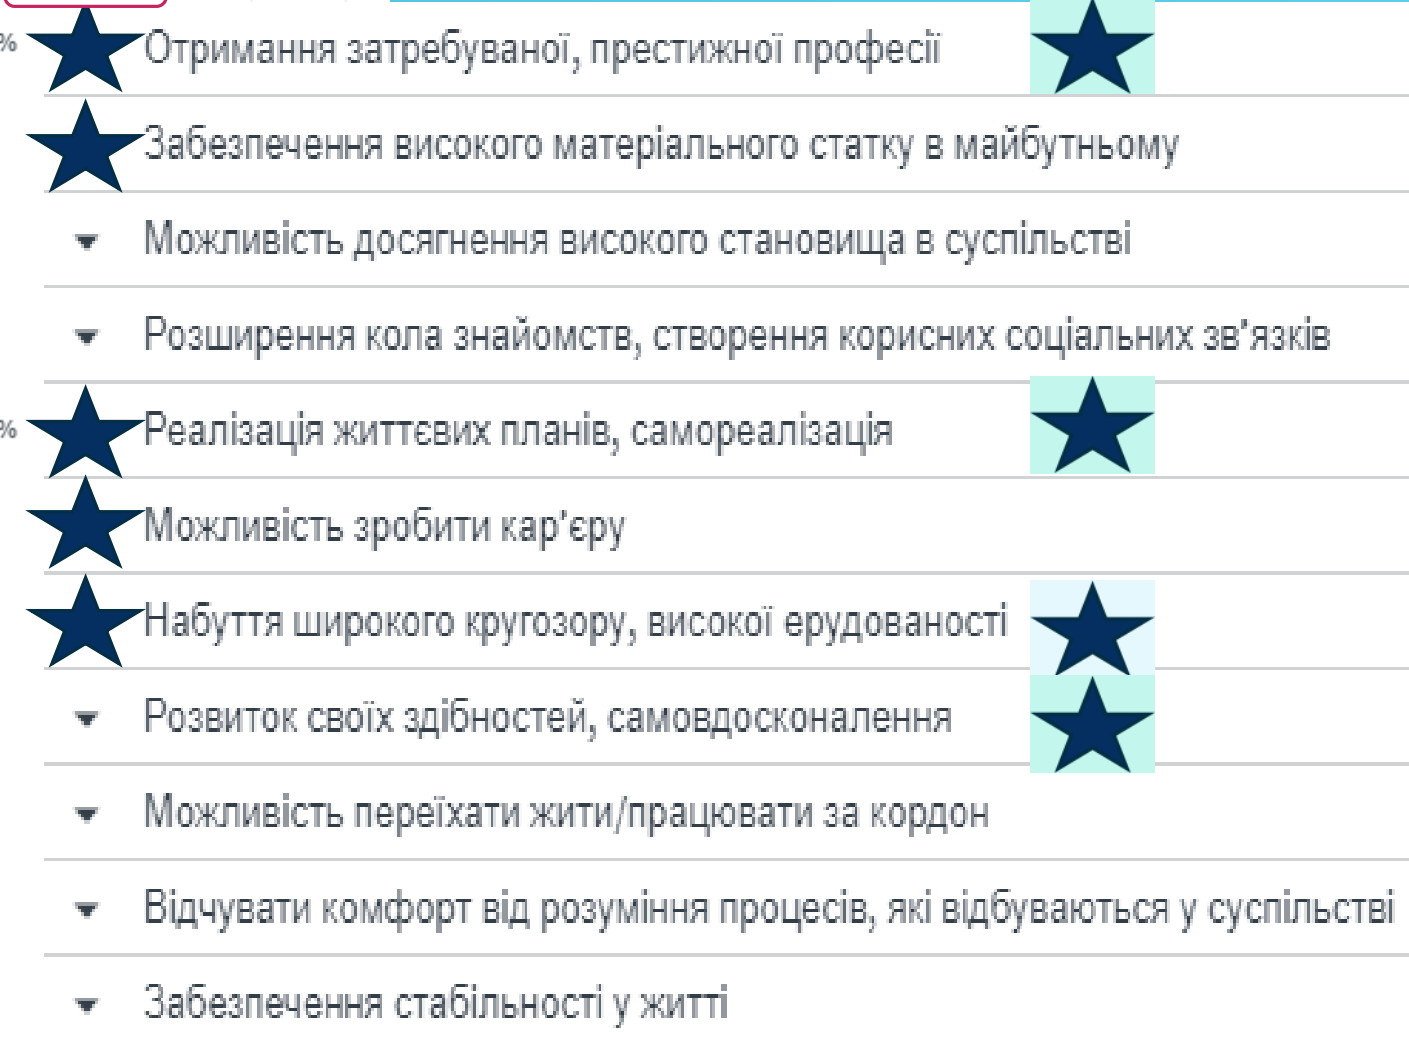 % Отримання затребуваної, престижної професії
Забезпечення високого матеріального статку в майбутньому
Можливість досягнення високого становища в суспільстві
Розширення кола знайомств, створення корисних соціальних зв'язків
% Реалізація життєвих планів, самореалізація
Можливість зробити кар'єру
Набуття широкого кругозору, високої ерудованості
Розвиток своїх здібностей, самовдосконалення
Можливість переїхати жити/працювати за кордон
Відчувати комфорт від розуміння процесів, які відбуваються у суспільстві
Забезпечення стабільності у житті